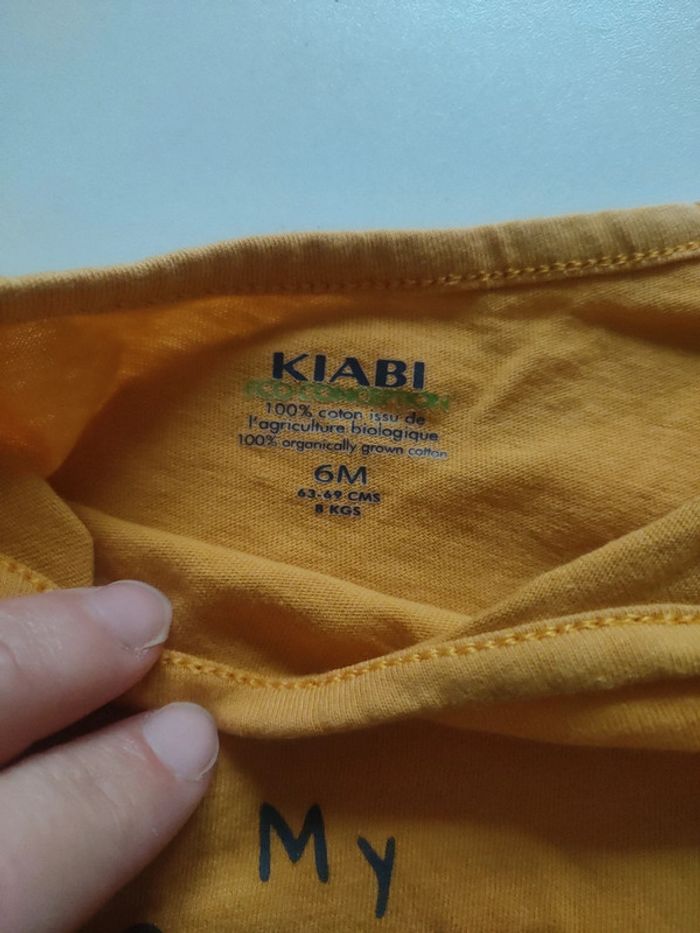 KIABI
ECO CONCEPTION
100% coton issu de
l'agriculture biologique
100% organically grown cotton
6M
63-69 CMS
8 KGS
My